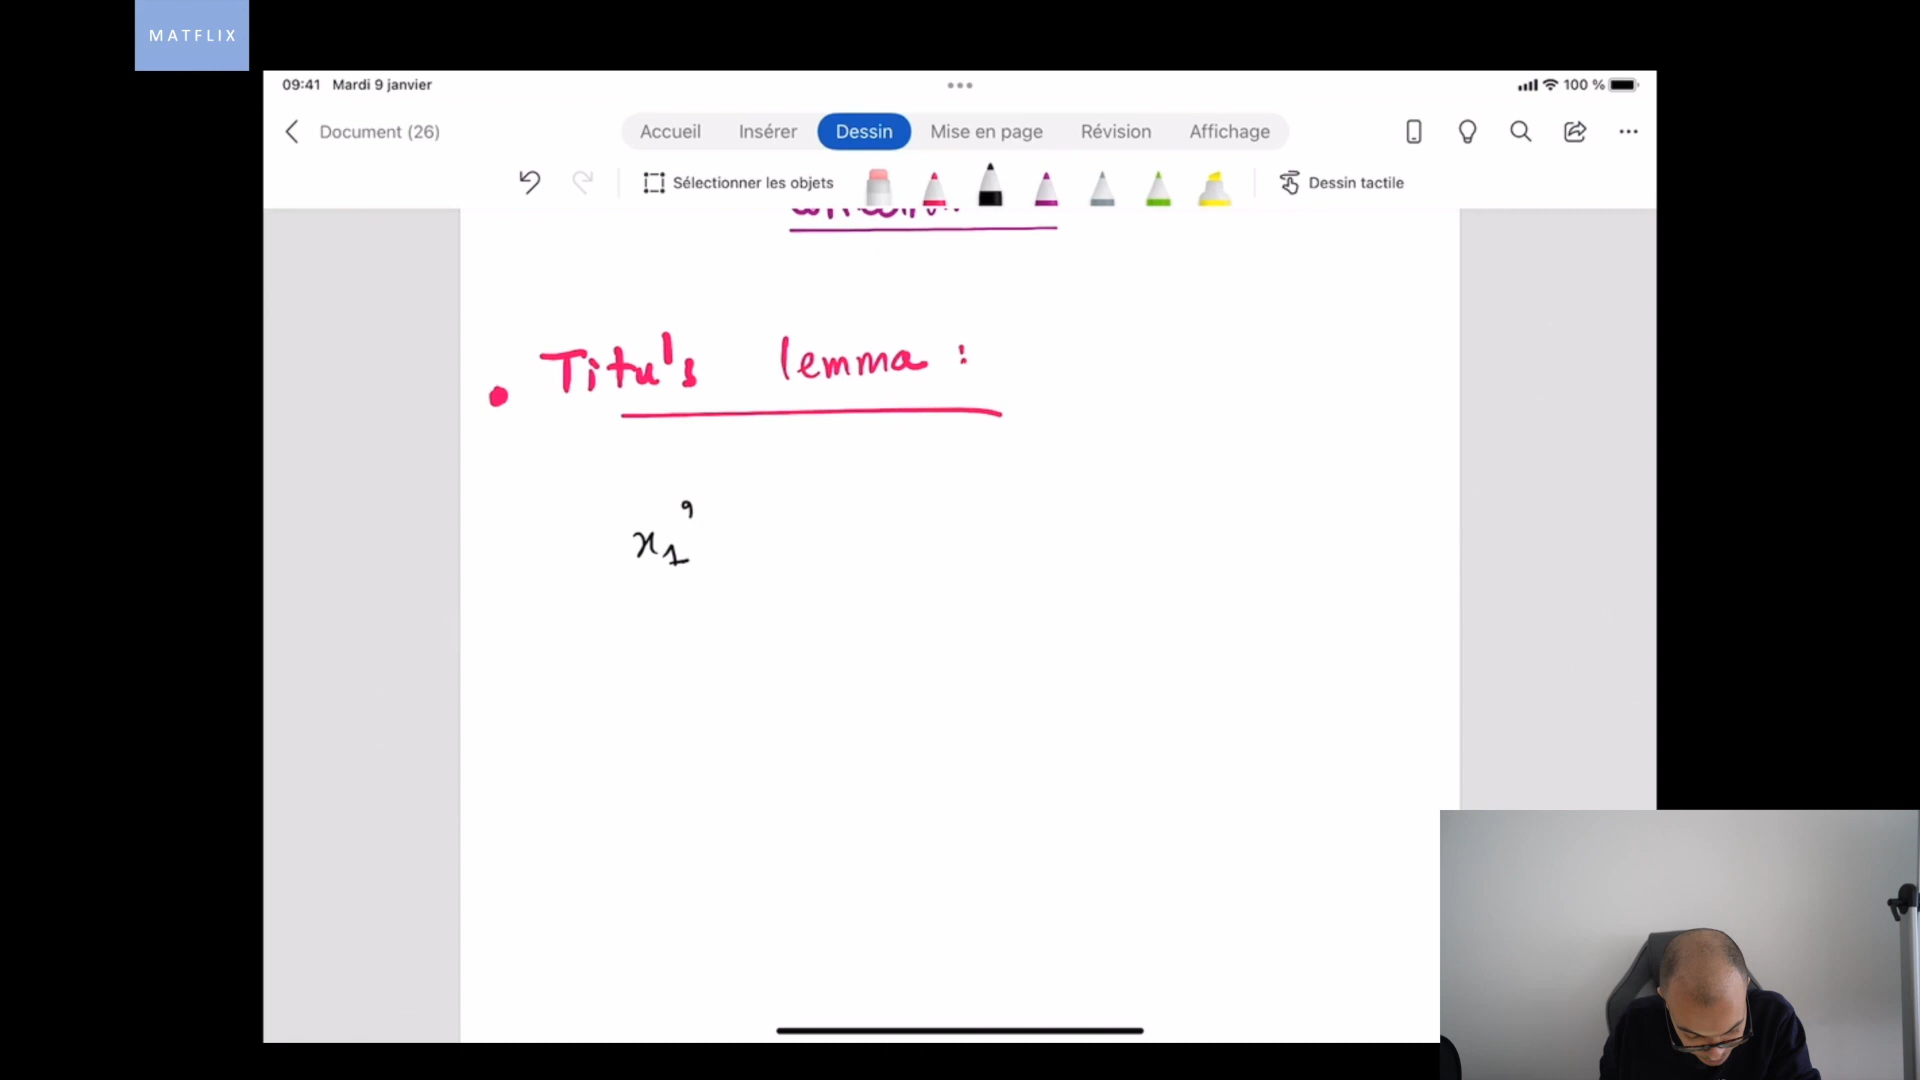 MATFLIX
09:41 Mardi 9 janvier
100 %
Document (26)
Accueil Insérer Dessin Mise en page Révision Affichage
Sélectionner les objets
Dessin tactile
• Titu's lemma :
x₁